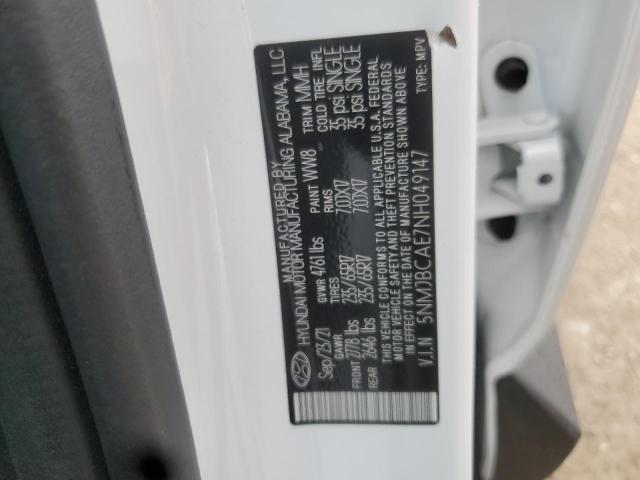 MANUFACTURED BY
HYUNDAI MOTOR MANUFACTURING ALABAMA, LLC
Sep/23/21 GVWR 4761 lbs PAINT WW8 TRIM MMH
GAWR TIRES RIMS COLD TIRE INFL
FRONT 2778 lbs 235/65R17 7.0JX17 35 psi SINGLE
REAR 2646 lbs 235/65R17 7.0JX17 35 psi SINGLE
THIS VEHICLE CONFORMS TO ALL APPLICABLE U.S.A. FEDERAL
MOTOR VEHICLE SAFETY AND THEFT PREVENTION STANDARDS
IN EFFECT ON THE DATE OF MANUFACTURE SHOWN ABOVE
V.I.N 5NMJBCAE7NH049147 TYPE: MPV